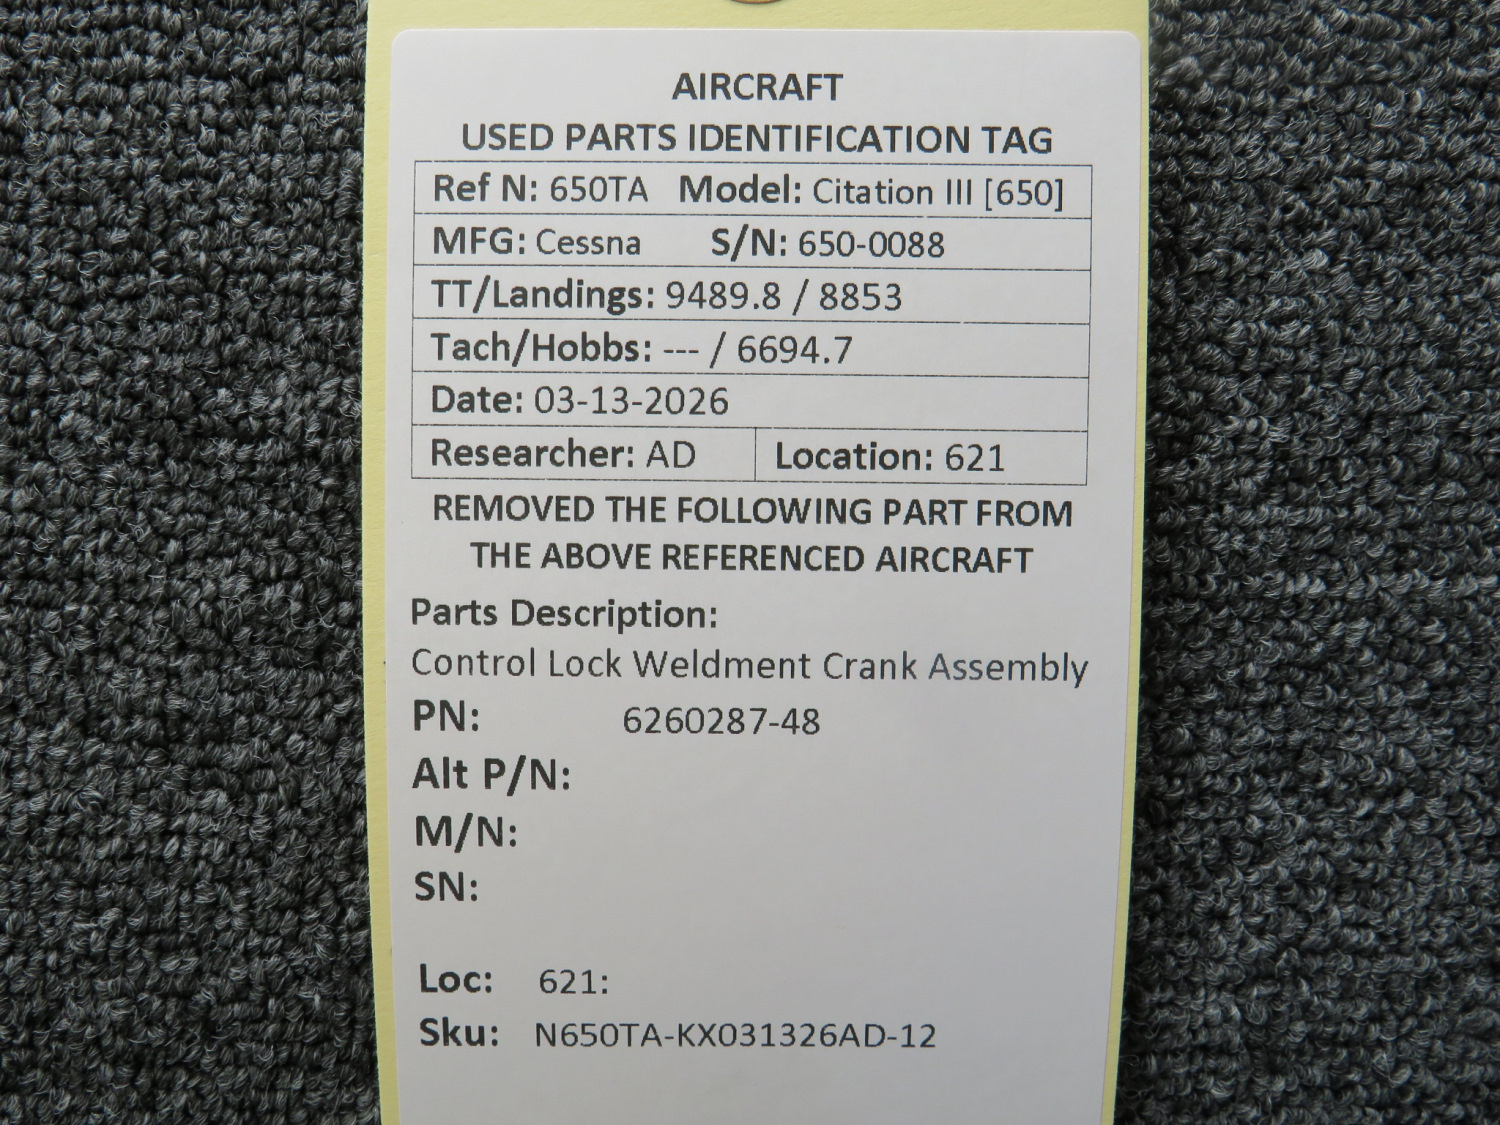 AIRCRAFT
USED PARTS IDENTIFICATION TAG
Ref N: 650TA Model: Citation III [650]
MFG: Cessna S/N: 650-0088
TT/Landings: 9489.8 / 8853
Tach/Hobbs: --- / 6694.7
Date: 03-13-2026
Researcher: AD Location: 621
REMOVED THE FOLLOWING PART FROM
THE ABOVE REFERENCED AIRCRAFT
Parts Description:
Control Lock Weldment Crank Assembly
PN: 6260287-48
Alt P/N:
M/N:
SN:
Loc: 621:
Sku: N650TA-KX031326AD-12